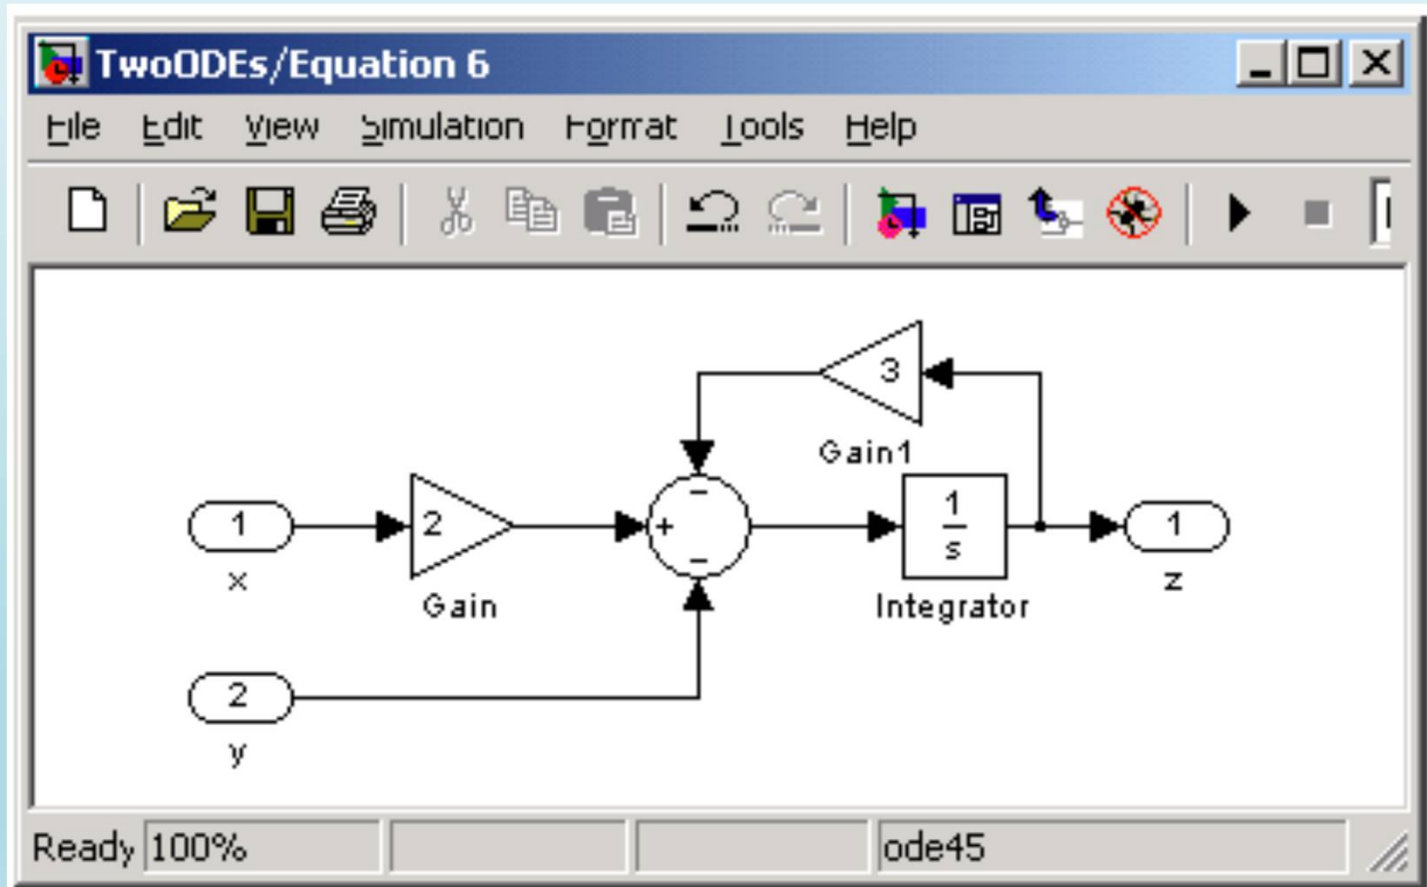 TwoODEs/Equation 6
File Edit View Simulation Format Tools Help
3
Gain1
1 2 + − − 1 s 1
x Gain Integrator z
2
y
Ready 100% ode45